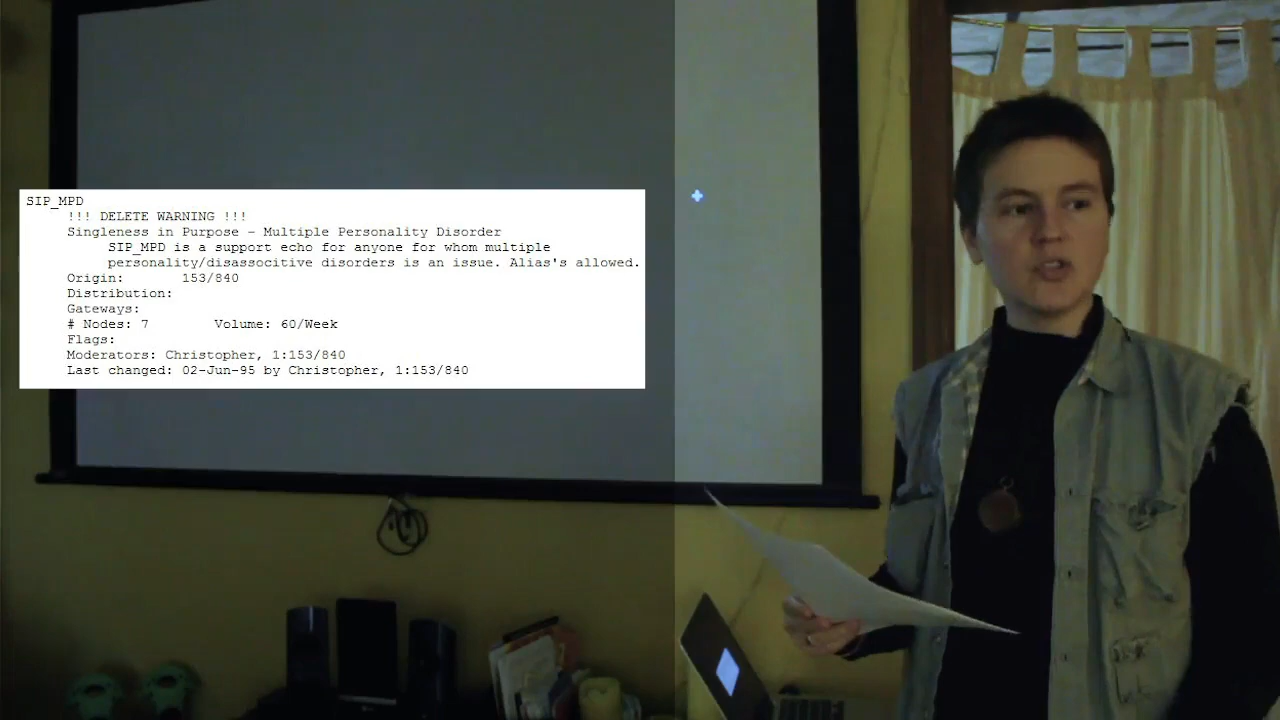 SIP_MPD
!!! DELETE WARNING !!!
Singleness in Purpose - Multiple Personality Disorder
SIP_MPD is a support echo for anyone for whom multiple
personality/disassocitive disorders is an issue. Alias's allowed.
Origin: 153/840
Distribution:
Gateways:
# Nodes: 7 Volume: 60/Week
Flags:
Moderators: Christopher, 1:153/840
Last changed: 02-Jun-95 by Christopher, 1:153/840